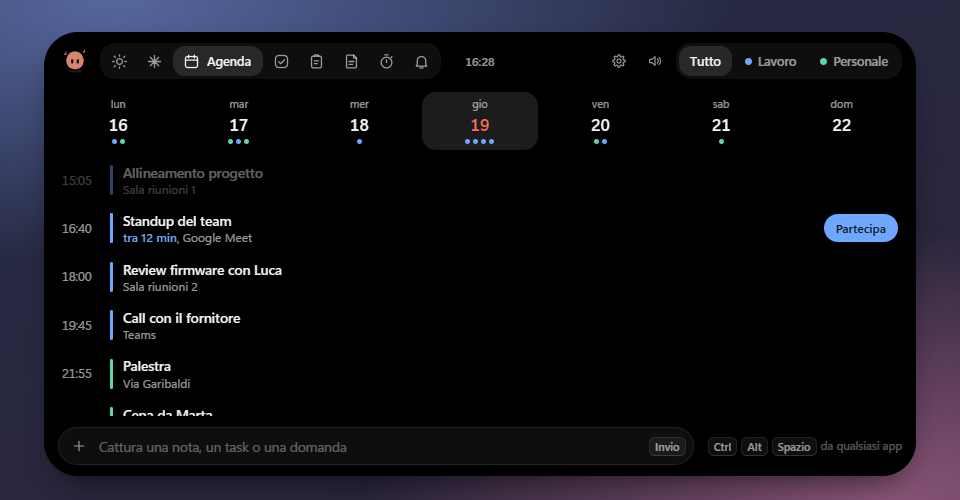 Agenda 16:28 Tutto Lavoro Personale
lun mar mer gio ven sab dom
16 17 18 19 20 21 22
15:05 Allineamento progetto
Sala riunioni 1
16:40 Standup del team
tra 12 min, Google Meet
Partecipa
18:00 Review firmware con Luca
Sala riunioni 2
19:45 Call con il fornitore
Teams
21:55 Palestra
Via Garibaldi
Cena da Marta
Cattura una nota, un task o una domanda Invio Ctrl Alt Spazio da qualsiasi app